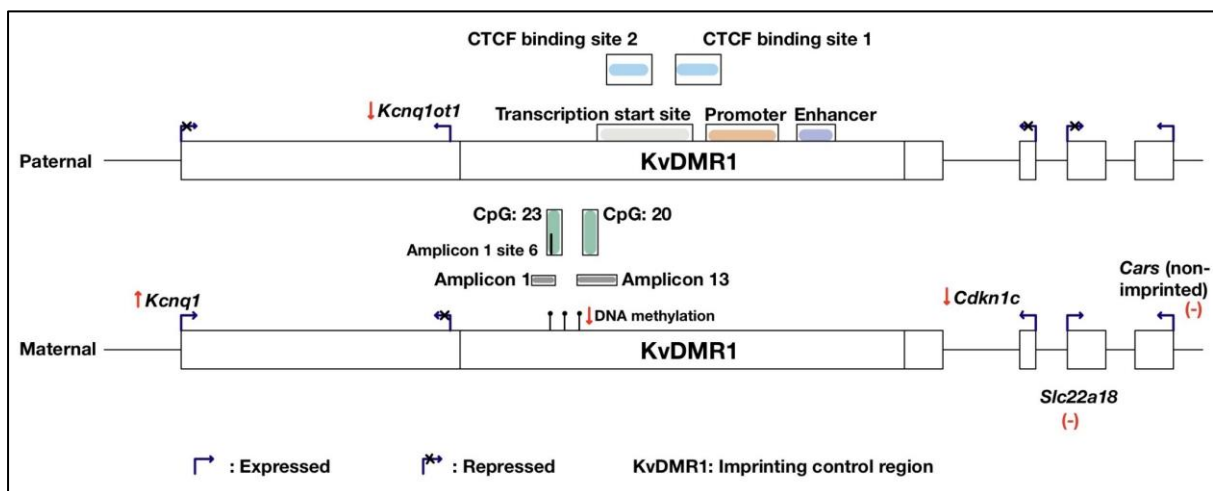 CTCF binding site 2
CTCF binding site 1
↓Kcnq1ot1
Transcription start site
Promoter
Enhancer
Paternal
KvDMR1
CpG: 23
CpG: 20
Amplicon 1 site 6
Amplicon 1
Amplicon 13
Cars (non-
imprinted)
(-)
↑Kcnq1
↓DNA methylation
↓Cdkn1c
Maternal
KvDMR1
Slc22a18
(-)
: Expressed
: Repressed
KvDMR1: Imprinting control region